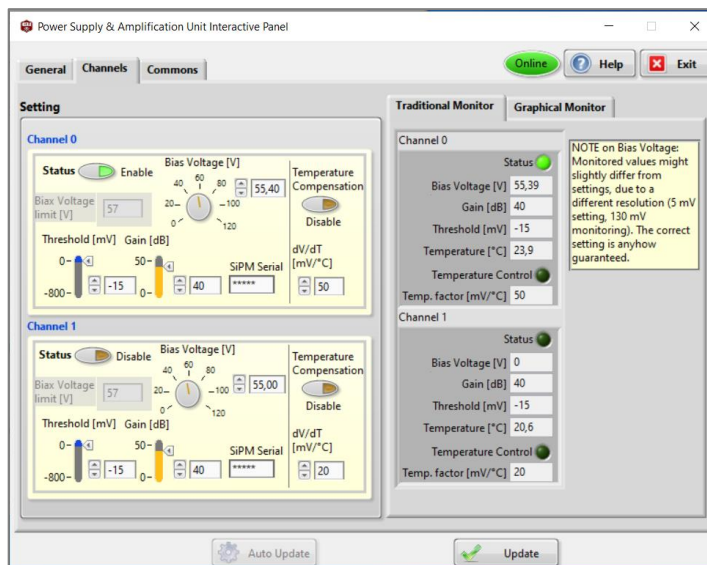 Power Supply & Amplification Unit Interactive Panel
General Channels Commons
Online Help Exit
Setting
Channel 0
Status Enable
Bias Voltage [V]
0 20 40 60 80 120
55,40
Biax Voltage limit [V]
57
Temperature Compensation
Disable
Threshold [mV] Gain [dB]
0 -800 -15
50 0 40
SiPM Serial
*****
dV/dT [mV/°C]
50
Channel 1
Status Disable
Bias Voltage [V]
0 20 40 60 80 100 120
55,00
Biax Voltage limit [V]
57
Temperature Compensation
Disable
Threshold [mV] Gain [dB]
0 -800 -15
50 0 40
SiPM Serial
*****
dV/dT [mV/°C]
20
Traditional Monitor Graphical Monitor
Channel 0
Status
Bias Voltage [V] 55,39
Gain [dB] 40
Threshold [mV] -15
Temperature [°C] 23,9
Temperature Control
Temp. factor [mV/°C] 50
Channel 1
Status
Bias Voltage [V] 0
Gain [dB] 40
Threshold [mV] -15
Temperature [°C] 20,6
Temperature Control
Temp. factor [mV/°C] 20
NOTE on Bias Voltage:
Monitored values might
slightly differ from
settings, due to a
different resolution (5 mV
setting, 130 mV
monitoring). The correct
setting is anyhow
guaranteed.
Auto Update
Update